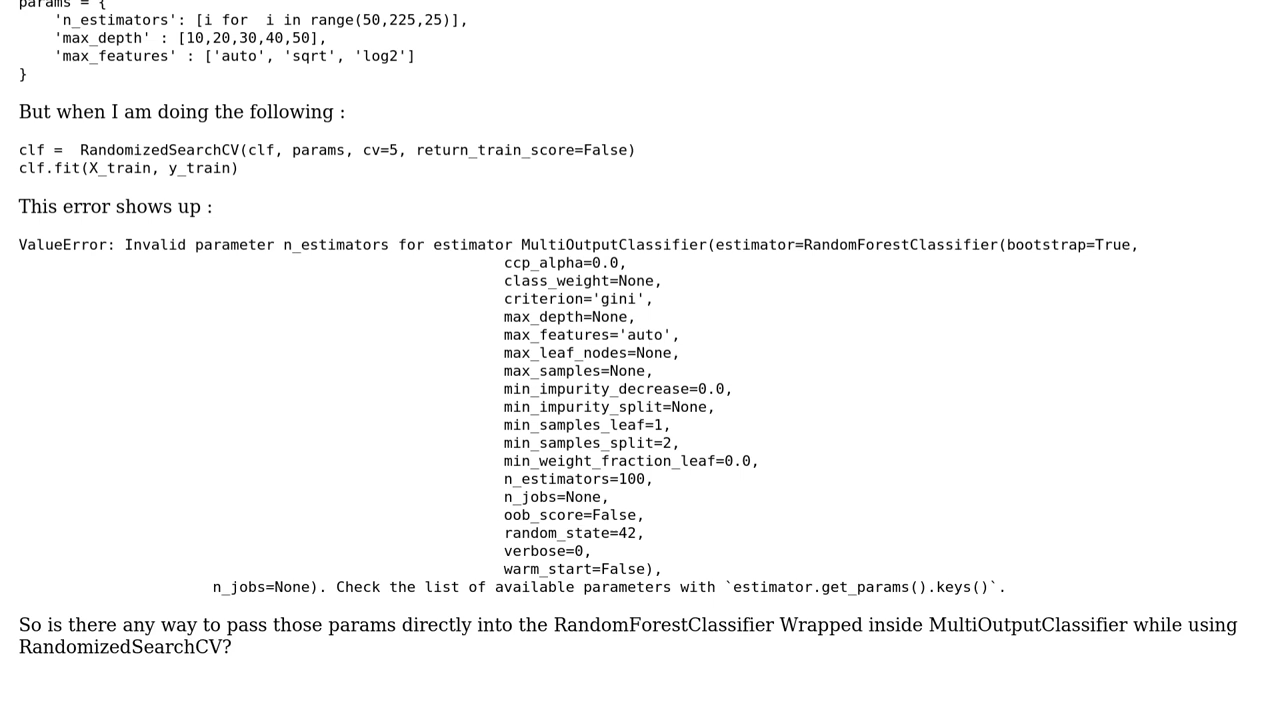 params = {
    'n_estimators': [i for  i in range(50,225,25)],
    'max_depth' : [10,20,30,40,50],
    'max_features' : ['auto', 'sqrt', 'log2']
}
But when I am doing the following :
clf =  RandomizedSearchCV(clf, params, cv=5, return_train_score=False)
clf.fit(X_train, y_train)
This error shows up :
ValueError: Invalid parameter n_estimators for estimator MultiOutputClassifier(estimator=RandomForestClassifier(bootstrap=True,
                                                       ccp_alpha=0.0,
                                                       class_weight=None,
                                                       criterion='gini',
                                                       max_depth=None,
                                                       max_features='auto',
                                                       max_leaf_nodes=None,
                                                       max_samples=None,
                                                       min_impurity_decrease=0.0,
                                                       min_impurity_split=None,
                                                       min_samples_leaf=1,
                                                       min_samples_split=2,
                                                       min_weight_fraction_leaf=0.0,
                                                       n_estimators=100,
                                                       n_jobs=None,
                                                       oob_score=False,
                                                       random_state=42,
                                                       verbose=0,
                                                       warm_start=False),
                      n_jobs=None). Check the list of available parameters with `estimator.get_params().keys()`.
So is there any way to pass those params directly into the RandomForestClassifier Wrapped inside MultiOutputClassifier while using
RandomizedSearchCV?